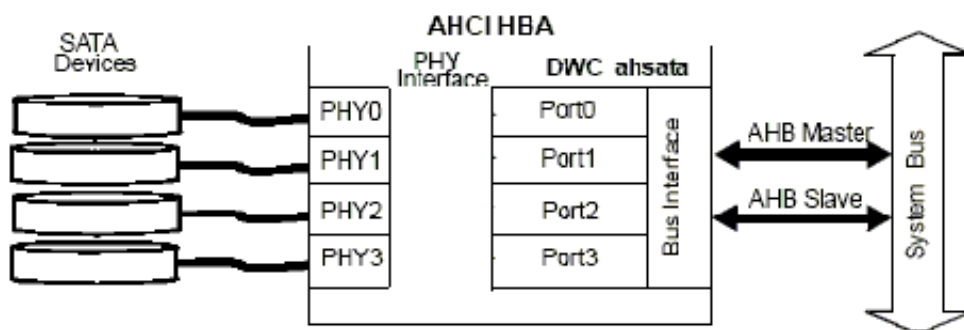 AHCI HBA
SATA
Devices
PHY
Interface
DWC ahsata
PHY0
PHY1
PHY2
PHY3
Port0
Port1
Port2
Port3
Bus Interface
AHB Master
AHB Slave
System Bus